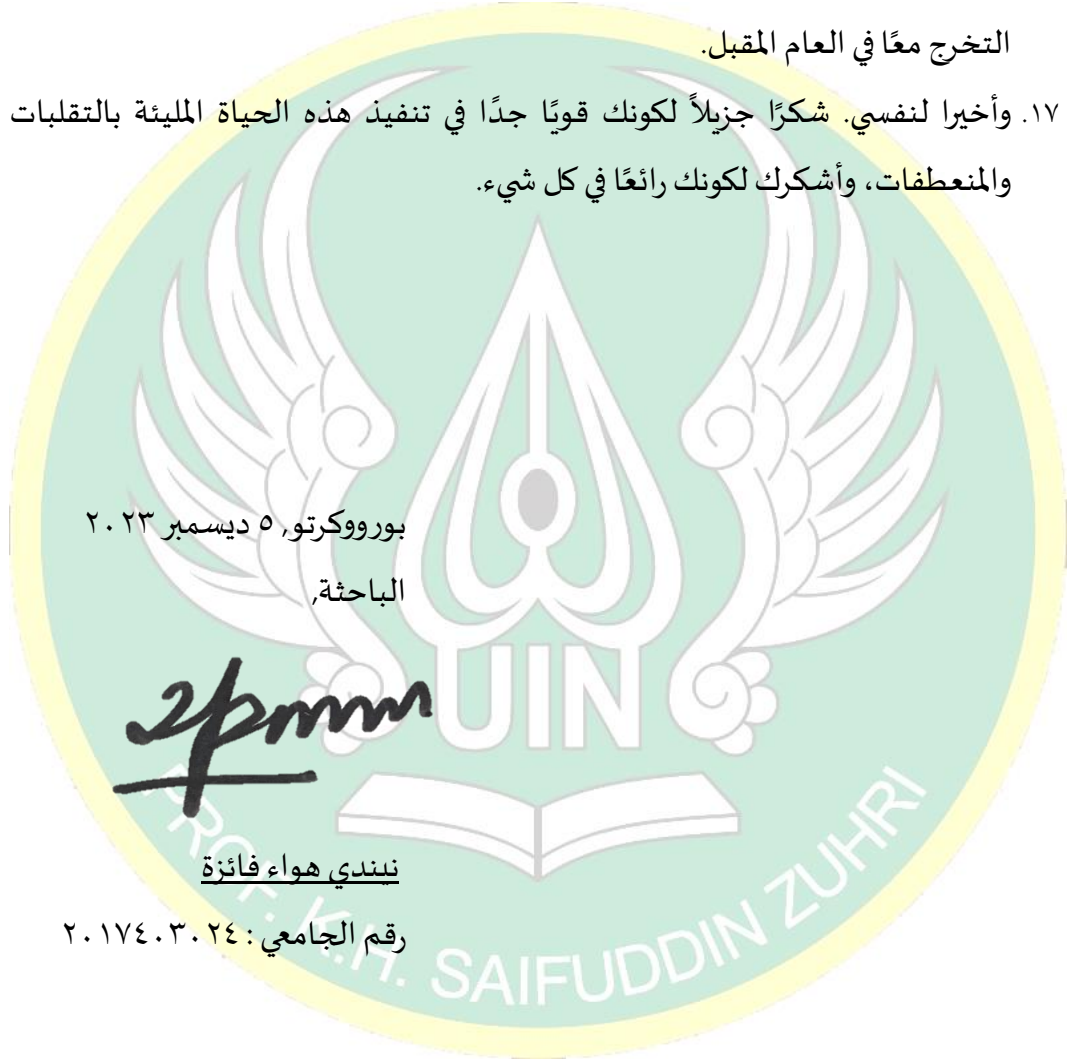 التخرج معًا في العام المقبل.
١٧. وأخيرا لنفسي. شكرًا جزيلاً لكونك قويًا جدًا في تنفيذ هذه الحياة المليئة بالتقلبات
والمنعطفات، وأشكرك لكونك رائعًا في كل شيء.
بورووكرتو, ٥ ديسمبر ٢٠٢٣
الباحثة,
UIN
نيندي هواء فائزة
رقم الجامعي: ٢٠١٧٤٠٣٠٢٤
PROF. K.H. SAIFUDDIN ZUHRI